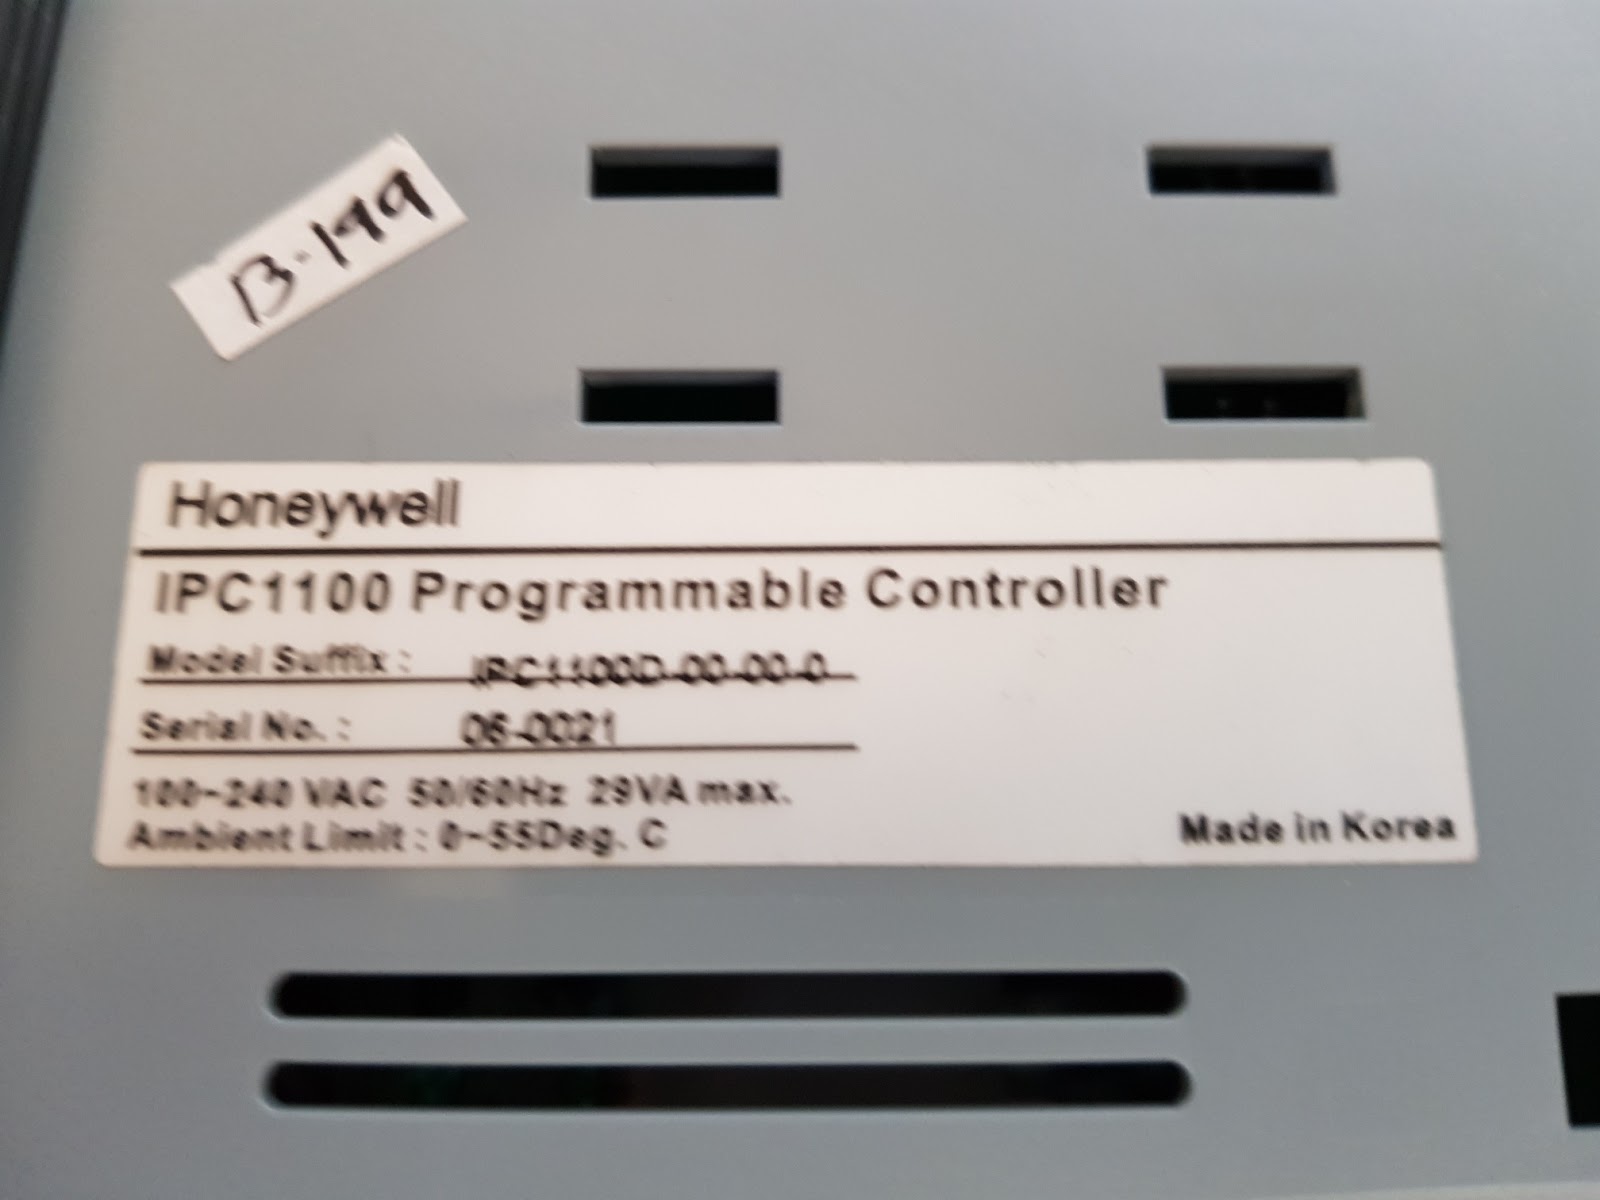 B-199
Honeywell
IPC1100 Programmable Controller
Model Suffix : IPC1100D-00-00-0
Serial No. : 06-0021
100~240 VAC 50/60Hz 29VA max.
Ambient Limit : 0~55Deg. C
Made in Korea